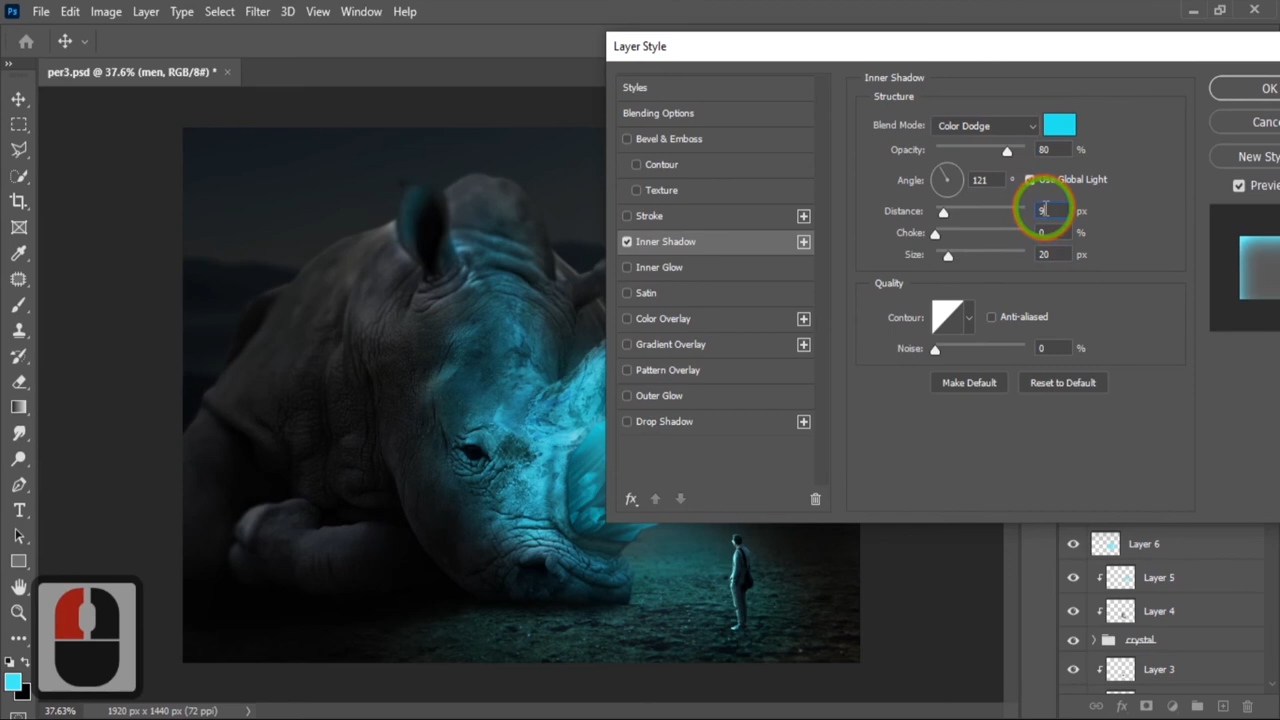 Ps File Edit Image Layer Type Select Filter 3D View Window Help
per3.psd @ 37.6% (men, RGB/8#) * ×
Layer Style
Styles
Blending Options
Bevel & Emboss
Contour
Texture
Stroke
Inner Shadow
Inner Glow
Satin
Color Overlay
Gradient Overlay
Pattern Overlay
Outer Glow
Drop Shadow
fx
Inner Shadow
Structure
Blend Mode: Color Dodge
Opacity: 80 %
Angle: 121 ° Use Global Light
Distance: 9 px
Choke: 0 %
Size: 20 px
Quality
Contour: Anti-aliased
Noise: 0 %
Make Default Reset to Default
OK
Cance
New Sty
Previe
Layer 6
Layer 5
Layer 4
crystal
Layer 3
fx
37.63% 1920 px x 1440 px (72 ppi)